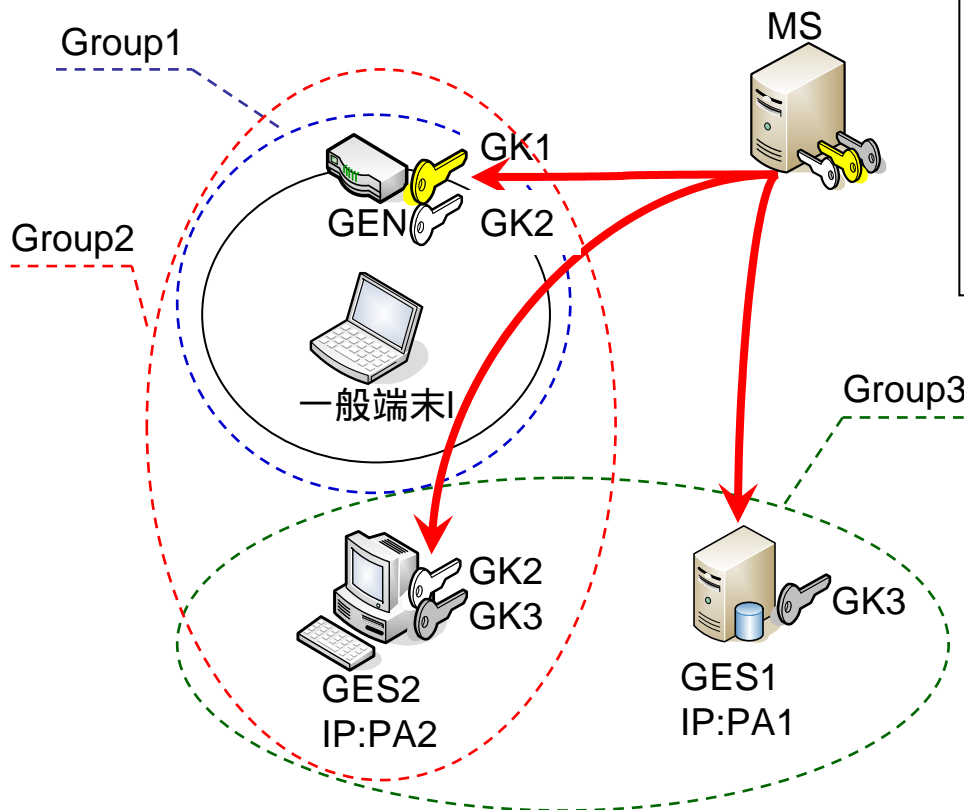 MS
Group1
GK1
GEN
GK2
Group2
一般端末I
Group3
GK2
GK3
GK3
GES2
IP:PA2
GES1
IP:PA1